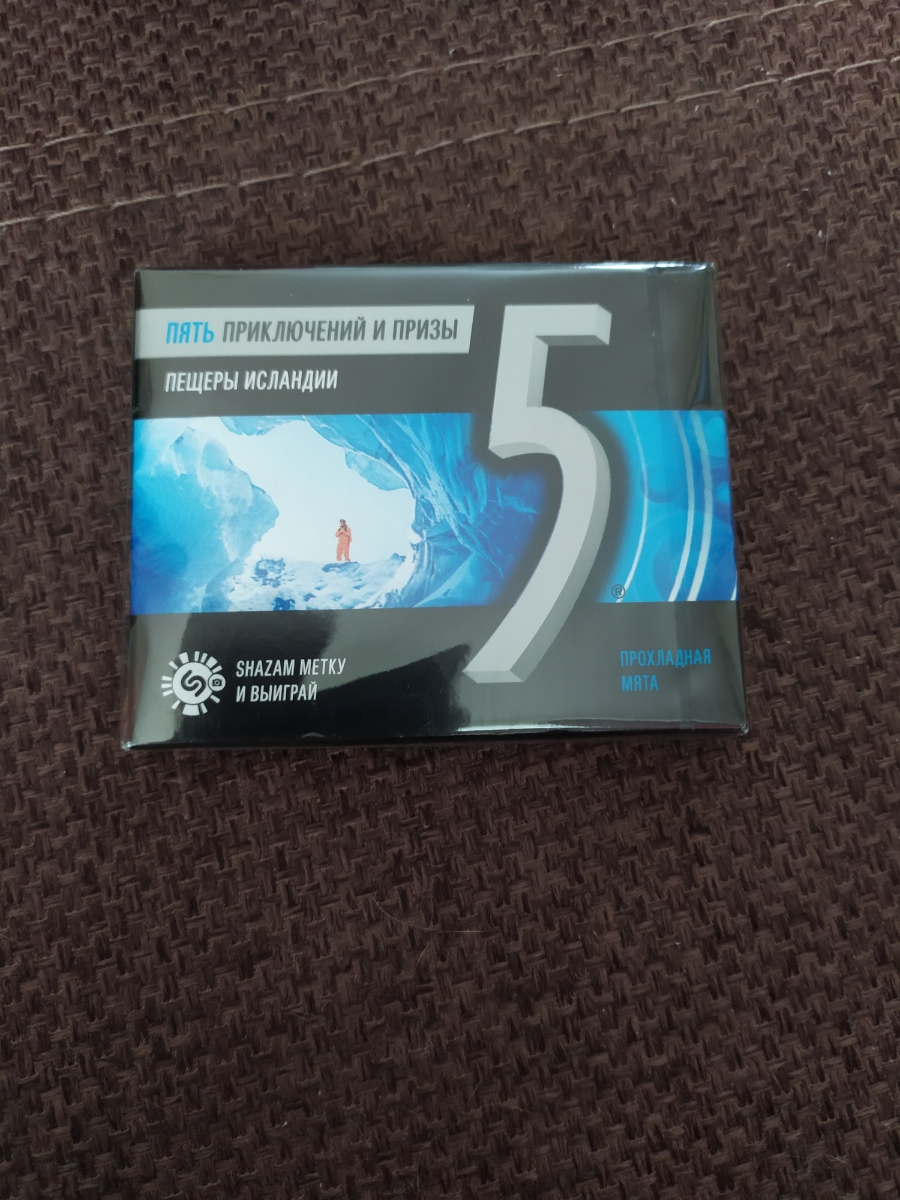 ПЯТЬ ПРИКЛЮЧЕНИЙ И ПРИЗЫ
ПЕЩЕРЫ ИСЛАНДИИ
5
®
SHAZAM МЕТКУ
И ВЫИГРАЙ
ПРОХЛАДНАЯ
МЯТА